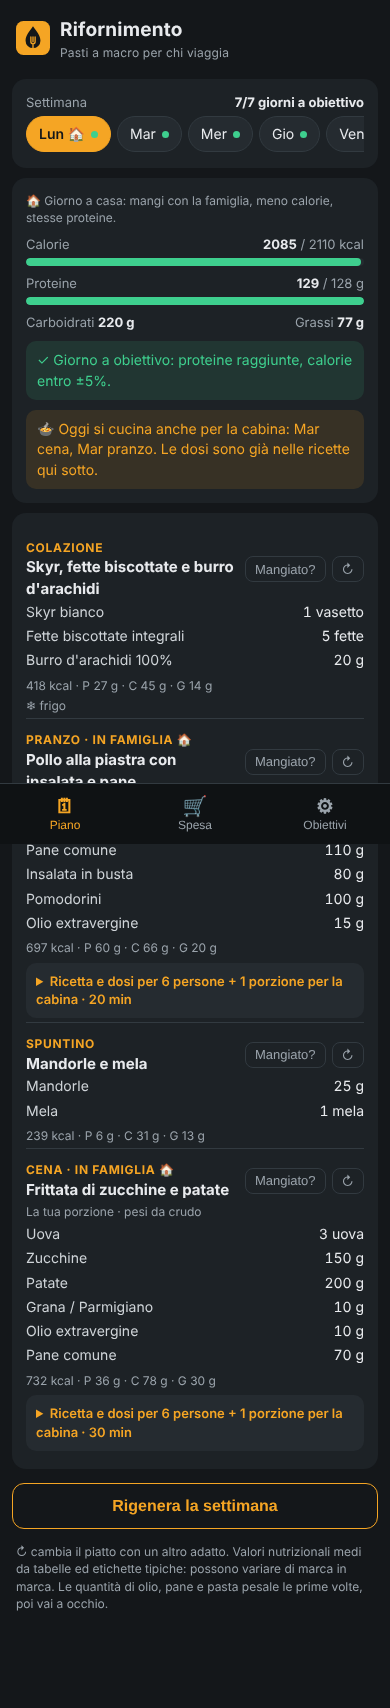 Rifornimento
Pasti a macro per chi viaggia
Settimana 7/7 giorni a obiettivo
Lun 🏠 Mar Mer Gio Ven
🏠 Giorno a casa: mangi con la famiglia, meno calorie,
stesse proteine.
Calorie 2085 / 2110 kcal
Proteine 129 / 128 g
Carboidrati 220 g Grassi 77 g
✓ Giorno a obiettivo: proteine raggiunte, calorie
entro ±5%.
🍲 Oggi si cucina anche per la cabina: Mar
cena, Mar pranzo. Le dosi sono già nelle ricette
qui sotto.
COLAZIONE
Skyr, fette biscottate e burro
d'arachidi
Mangiato? ↻
Skyr bianco 1 vasetto
Fette biscottate integrali 5 fette
Burro d'arachidi 100% 20 g
418 kcal · P 27 g · C 45 g · G 14 g
❄ frigo
PRANZO · IN FAMIGLIA 🏠
Pollo alla piastra con
insalata e pane
Mangiato? ↻
Piano Spesa Obiettivi
Pane comune 110 g
Insalata in busta 80 g
Pomodorini 100 g
Olio extravergine 15 g
697 kcal · P 60 g · C 66 g · G 20 g
▶ Ricetta e dosi per 6 persone + 1 porzione per la
cabina · 20 min
SPUNTINO
Mandorle e mela
Mangiato? ↻
Mandorle 25 g
Mela 1 mela
239 kcal · P 6 g · C 31 g · G 13 g
CENA · IN FAMIGLIA 🏠
Frittata di zucchine e patate
Mangiato? ↻
La tua porzione · pesi da crudo
Uova 3 uova
Zucchine 150 g
Patate 200 g
Grana / Parmigiano 10 g
Olio extravergine 10 g
Pane comune 70 g
732 kcal · P 36 g · C 78 g · G 30 g
▶ Ricetta e dosi per 6 persone + 1 porzione per la
cabina · 30 min
Rigenera la settimana
↻ cambia il piatto con un altro adatto. Valori nutrizionali medi
da tabelle ed etichette tipiche: possono variare di marca in
marca. Le quantità di olio, pane e pasta pesale le prime volte,
poi vai a occhio.